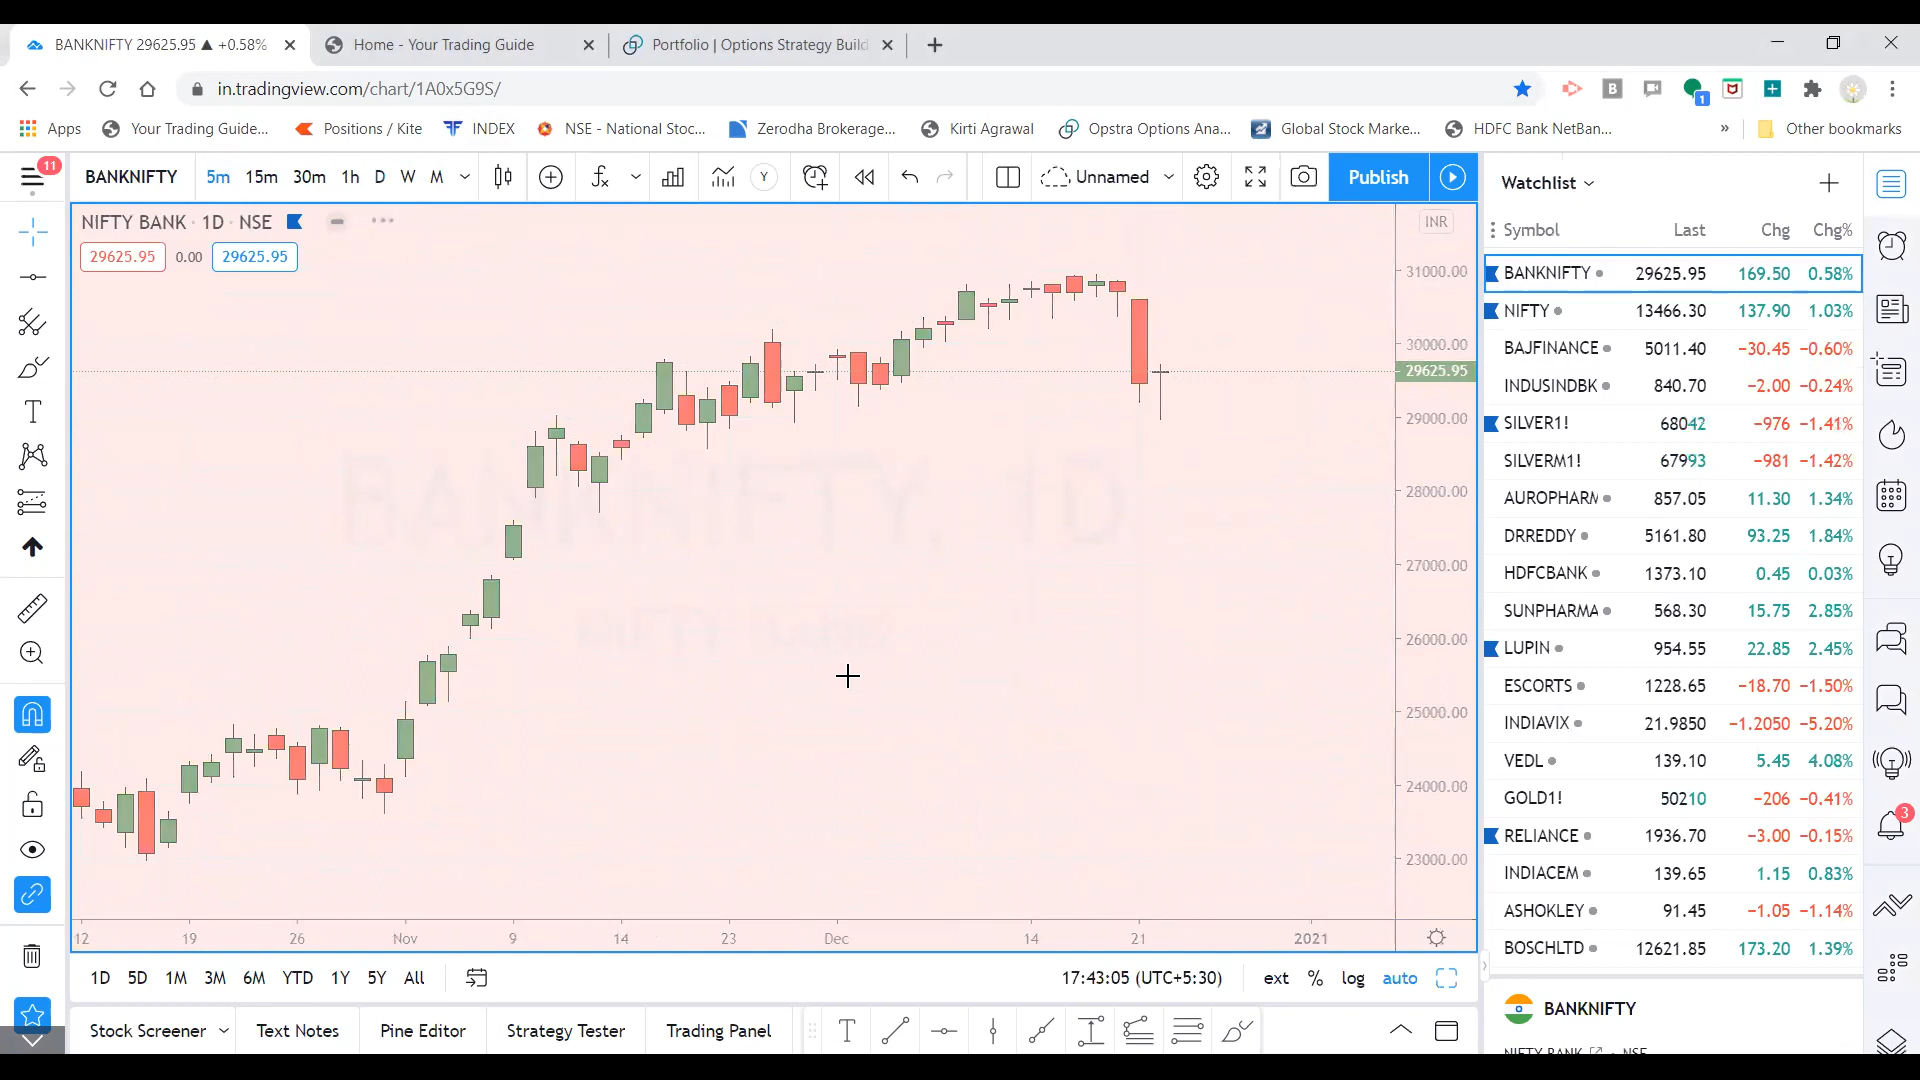 BANKNIFTY 29625.95 ▲ +0.58%
Home - Your Trading Guide
Portfolio | Options Strategy Build
in.tradingview.com/chart/1A0x5G9S/
1
Apps
Your Trading Guide...
Positions / Kite
INDEX
NSE - National Stoc...
Zerodha Brokerage...
Kirti Agrawal
Opstra Options Ana...
Global Stock Marke...
HDFC Bank NetBan...
»
Other bookmarks
11
BANKNIFTY
5m
15m
30m
1h
D
W
M
Y
Unnamed
Publish
Watchlist
NIFTY BANK · 1D · NSE
INR
29625.95
0.00
29625.95
BANKNIFTY, 1D
NIFTY BANK
31000.00
30000.00
29625.95
29000.00
28000.00
27000.00
26000.00
25000.00
24000.00
23000.00
12
19
26
Nov
9
14
23
Dec
14
21
2021
Symbol Last Chg Chg%
BANKNIFTY 29625.95 169.50 0.58%
NIFTY 13466.30 137.90 1.03%
BAJFINANCE 5011.40 −30.45 −0.60%
INDUSINDBK 840.70 −2.00 −0.24%
SILVER1! 68042 −976 −1.41%
SILVERM1! 67993 −981 −1.42%
AUROPHARM 857.05 11.30 1.34%
DRREDDY 5161.80 93.25 1.84%
HDFCBANK 1373.10 0.45 0.03%
SUNPHARMA 568.30 15.75 2.85%
LUPIN 954.55 22.85 2.45%
ESCORTS 1228.65 −18.70 −1.50%
INDIAVIX 21.9850 −1.2050 −5.20%
VEDL 139.10 5.45 4.08%
GOLD1! 50210 −206 −0.41%
RELIANCE 1936.70 −3.00 −0.15%
INDIACEM 139.65 1.15 0.83%
ASHOKLEY 91.45 −1.05 −1.14%
BOSCHLTD 12621.85 173.20 1.39%
3
1D
5D
1M
3M
6M
YTD
1Y
5Y
All
17:43:05 (UTC+5:30)
ext
%
log
auto
BANKNIFTY
NIFTY BANK · NSE
Stock Screener
Text Notes
Pine Editor
Strategy Tester
Trading Panel